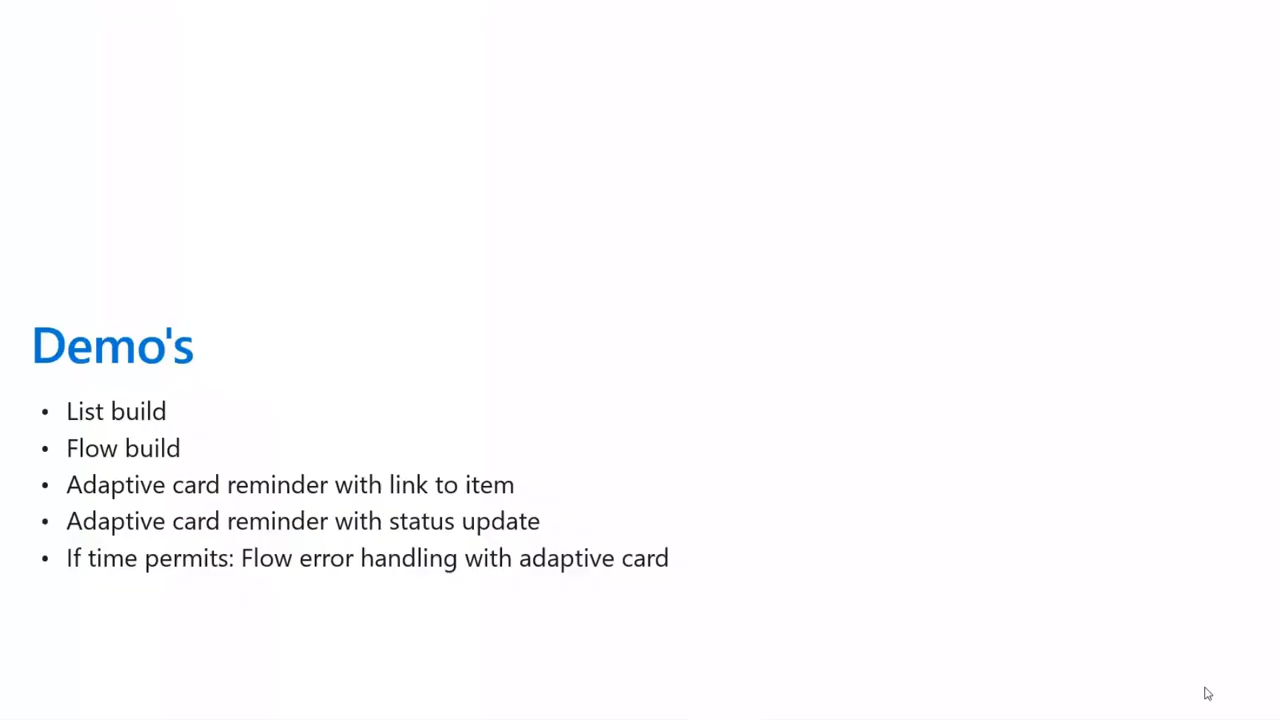 Demo's
• List build
• Flow build
• Adaptive card reminder with link to item
• Adaptive card reminder with status update
• If time permits: Flow error handling with adaptive card